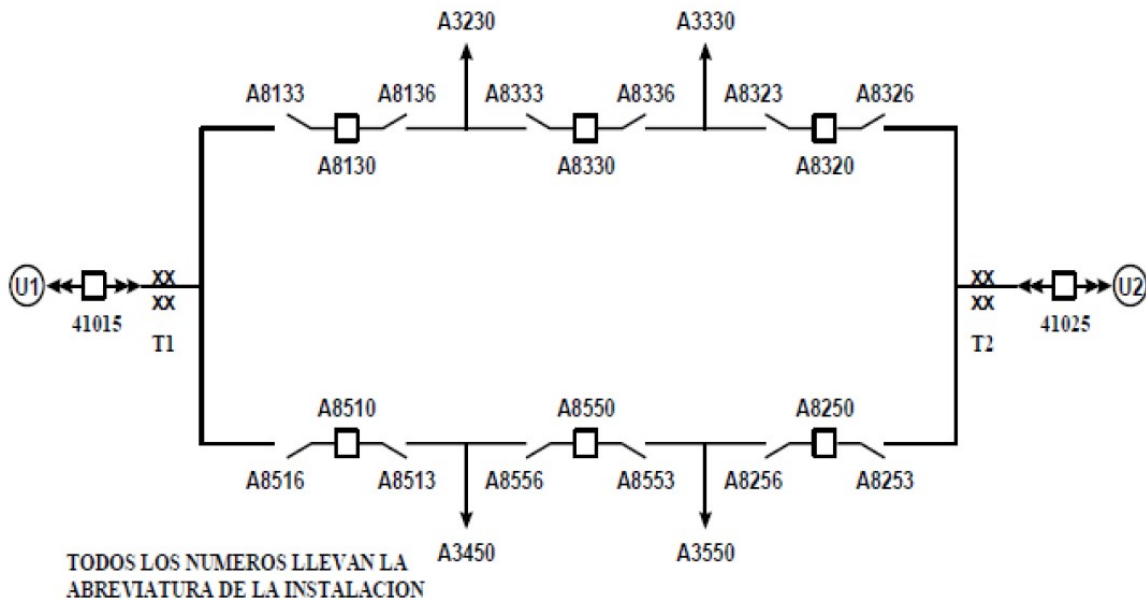 A3230 A3330
A8133 A8136 A8333 A8336 A8323 A8326
A8130 A8330 A8320
U1 XX XX U2
XX XX
41015 41025
T1 T2
A8510 A8550 A8250
A8516 A8513 A8556 A8553 A8256 A8253
A3450 A3550
TODOS LOS NUMEROS LLEVAN LA
ABREVIATURA DE LA INSTALACION